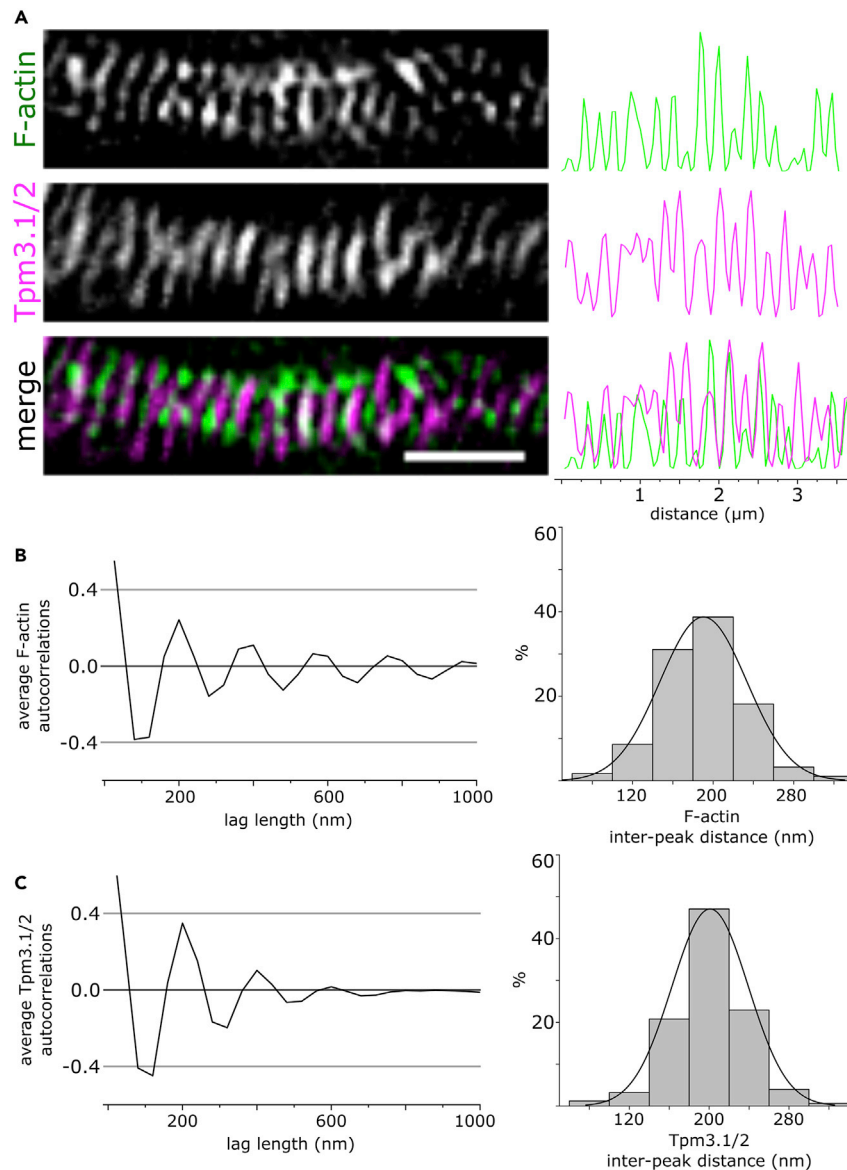 A
F-actin
Tpm3.1/2
merge
1 2 3
distance (µm)
B
0.4
0.0
-0.4
average F-actin
autocorrelations
200 600 1000
lag length (nm)
60
40
20
%
120 200 280
F-actin
inter-peak distance (nm)
C
0.4
0.0
-0.4
average Tpm3.1/2
autocorrelations
200 600 1000
lag length (nm)
60
40
20
%
120 200 280
Tpm3.1/2
inter-peak distance (nm)